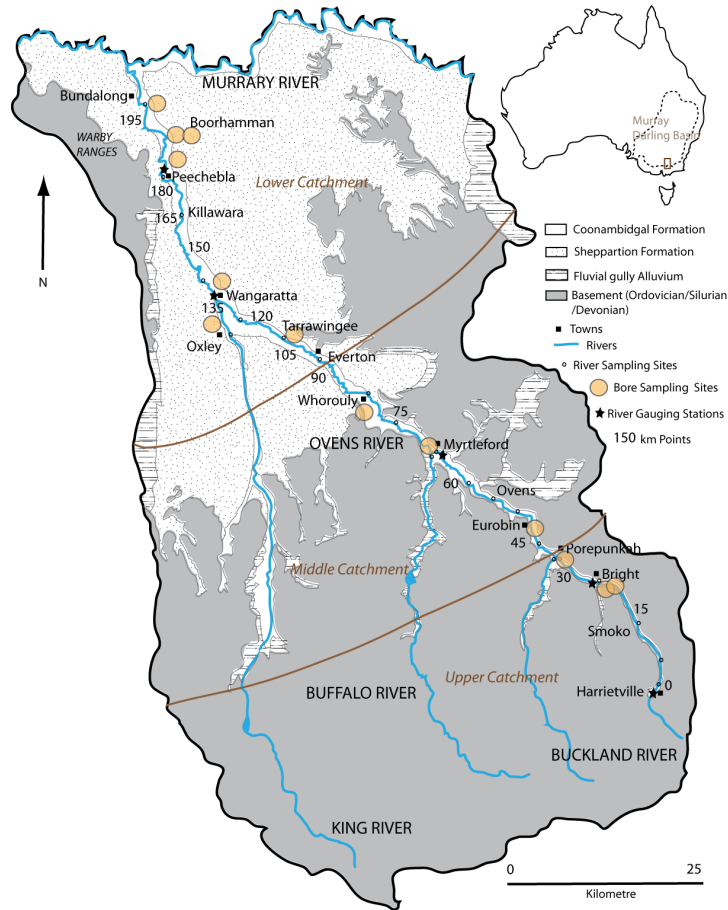 MURRARY RIVER
Bundalong
195
Boorhamman
WARBY
RANGES
Peechebla
180
Lower Catchment
Killawara
165
150
Wangaratta
135
120
Tarrawingee
Oxley
105
Everton
90
Whorouly
75
OVENS RIVER
Myrtleford
60
Ovens
Eurobin
45
Porepunkah
Middle Catchment
30
Bright
15
Smoko
Upper Catchment
BUFFALO RIVER
Harrietville
0
BUCKLAND RIVER
KING RIVER
N
Murray
Darling Basin
Coonambidgal Formation
Shepparton Formation
Fluvial gully Alluvium
Basement (Ordovician/Silurian
/Devonian)
Towns
Rivers
River Sampling Sites
Bore Sampling Sites
River Gauging Stations
150 km Points
0 25
Kilometre